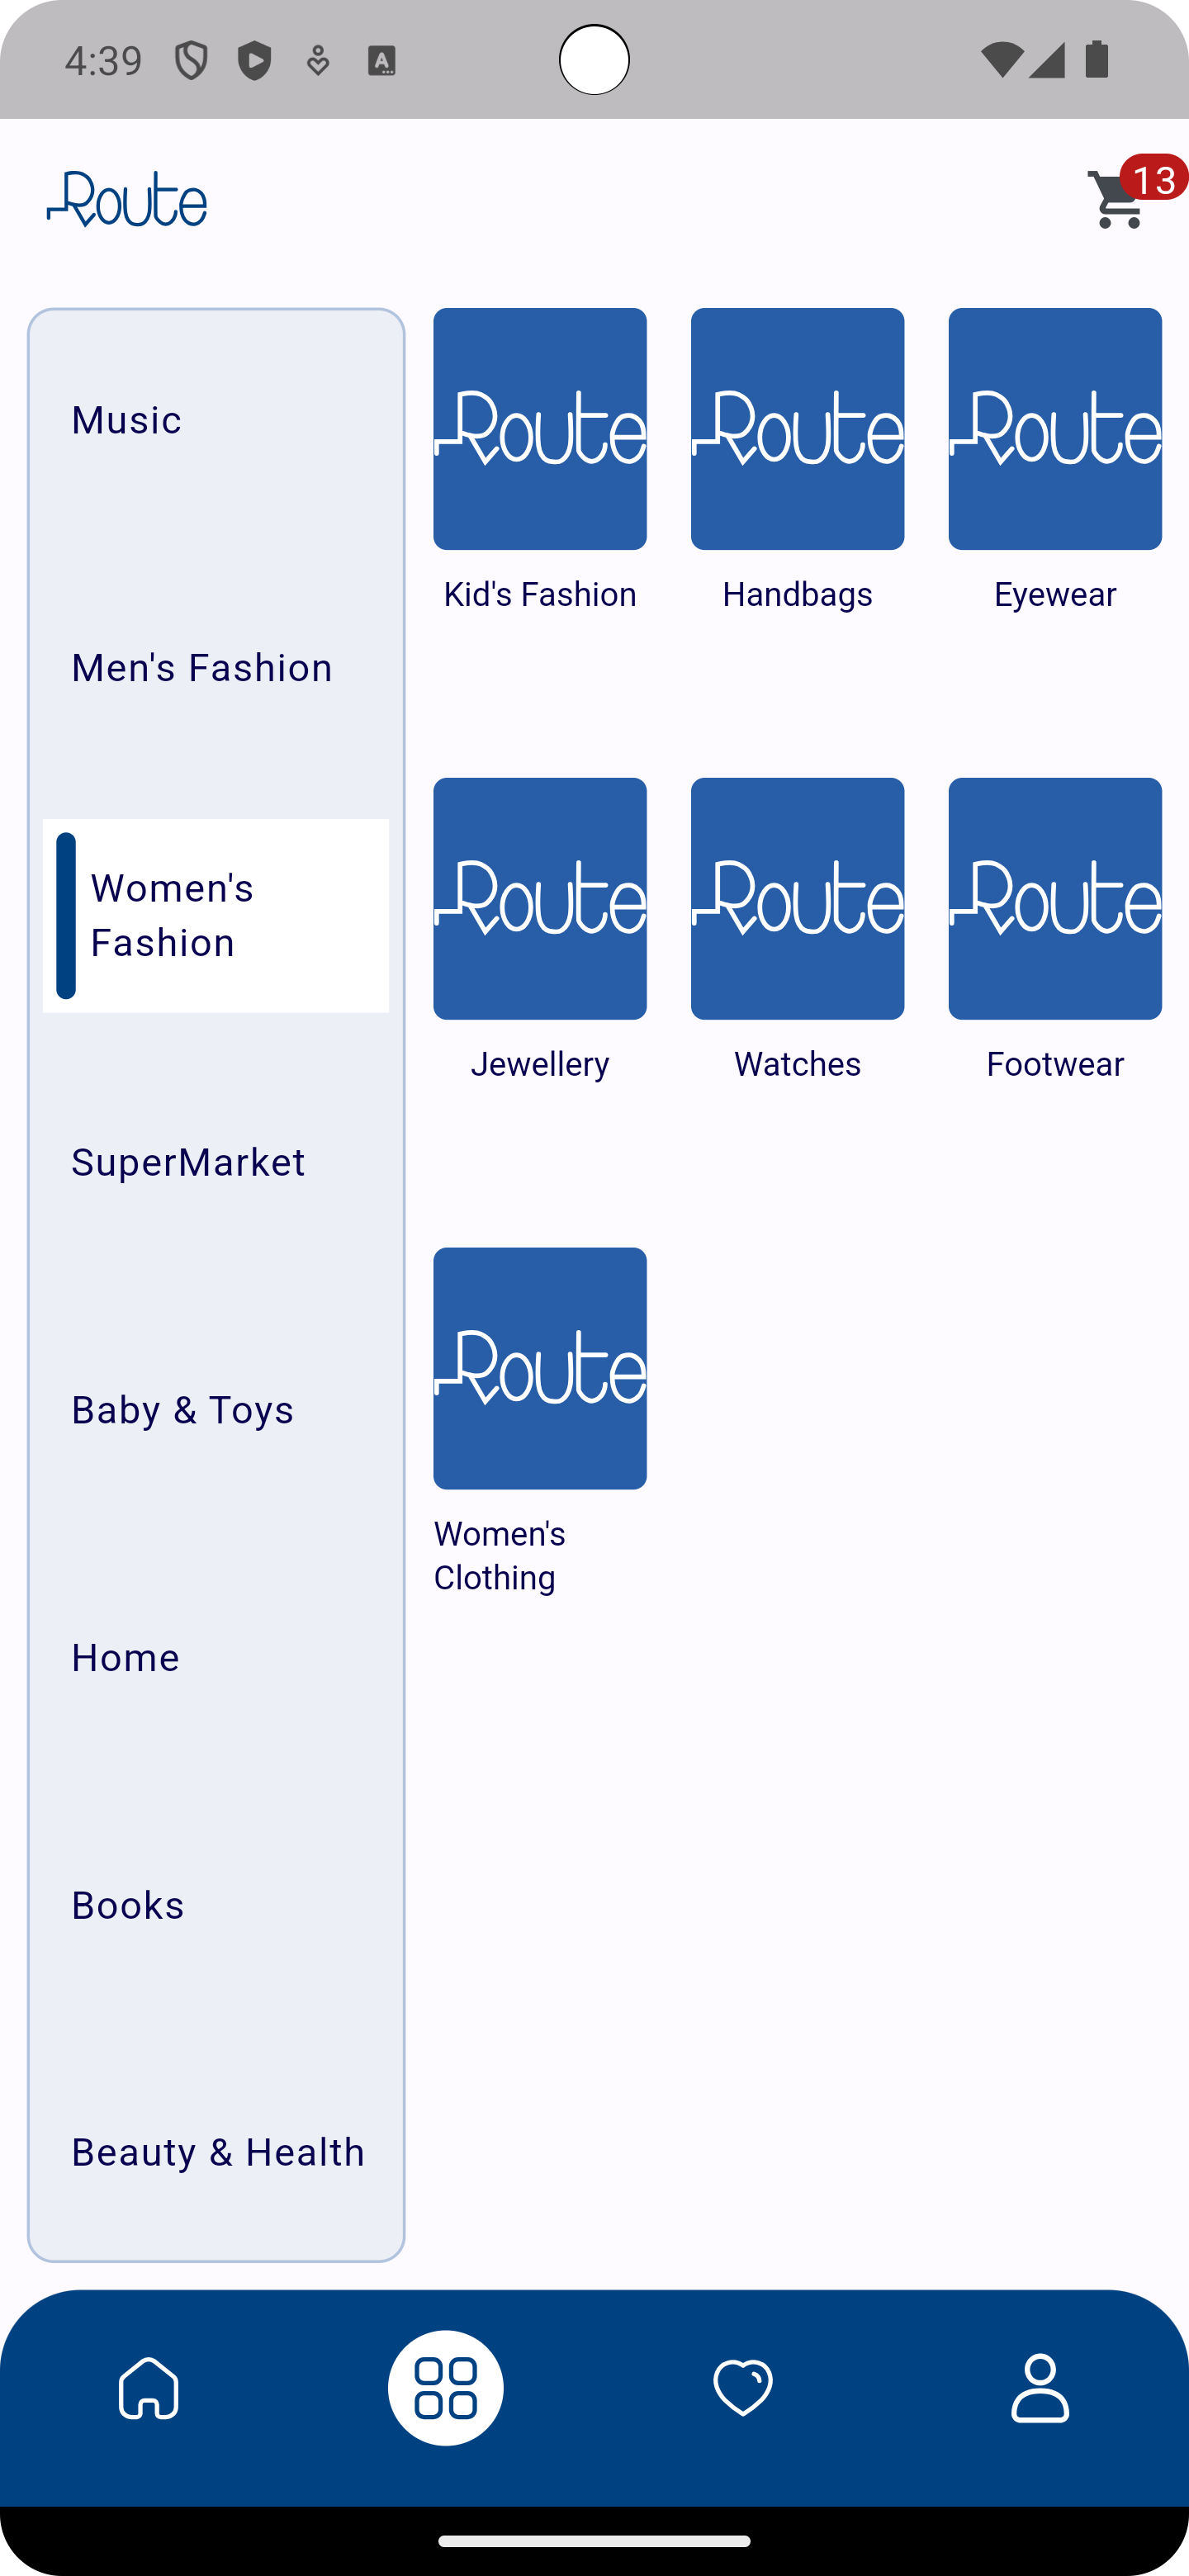 4:39
Route
13
Music
Men's Fashion
Women's
Fashion
SuperMarket
Baby & Toys
Home
Books
Beauty & Health
Route
Route
Route
Kid's Fashion
Handbags
Eyewear
Route
Route
Route
Jewellery
Watches
Footwear
Route
Women's
Clothing